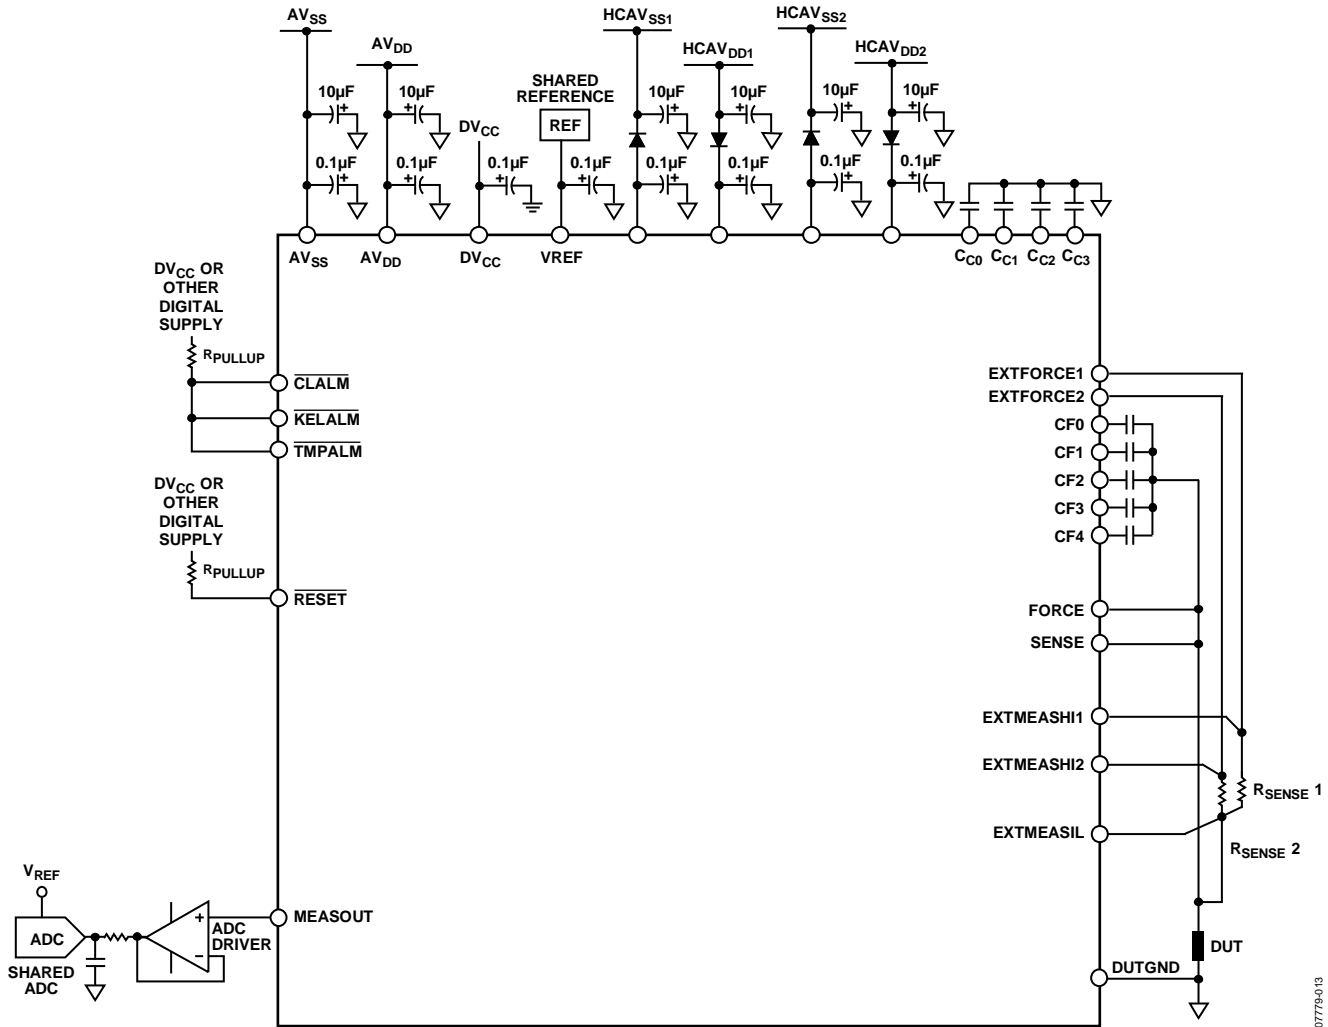 AVSS
AVDD
HCAVSS1
HCAVDD1
HCAVSS2
HCAVDD2
10µF
+
10µF
+
SHARED
REFERENCE
REF
10µF
+
10µF
+
10µF
+
10µF
+
DVCC
0.1µF
+
0.1µF
+
0.1µF
+
0.1µF
+
0.1µF
+
0.1µF
+
0.1µF
+
0.1µF
+
AVSS
AVDD
DVCC
VREF
CC0
CC1
CC2
CC3
DVCC OR
OTHER
DIGITAL
SUPPLY
RPULLUP
CLALM
KELALM
TMPALM
DVCC OR
OTHER
DIGITAL
SUPPLY
RPULLUP
RESET
EXTFORCE1
EXTFORCE2
CF0
CF1
CF2
CF3
CF4
FORCE
SENSE
EXTMEASHI1
EXTMEASHI2
RSENSE 1
EXTMEASIL
RSENSE 2
VREF
ADC
SHARED
ADC
+
–
ADC
DRIVER
MEASOUT
DUT
DUTGND
07779-013